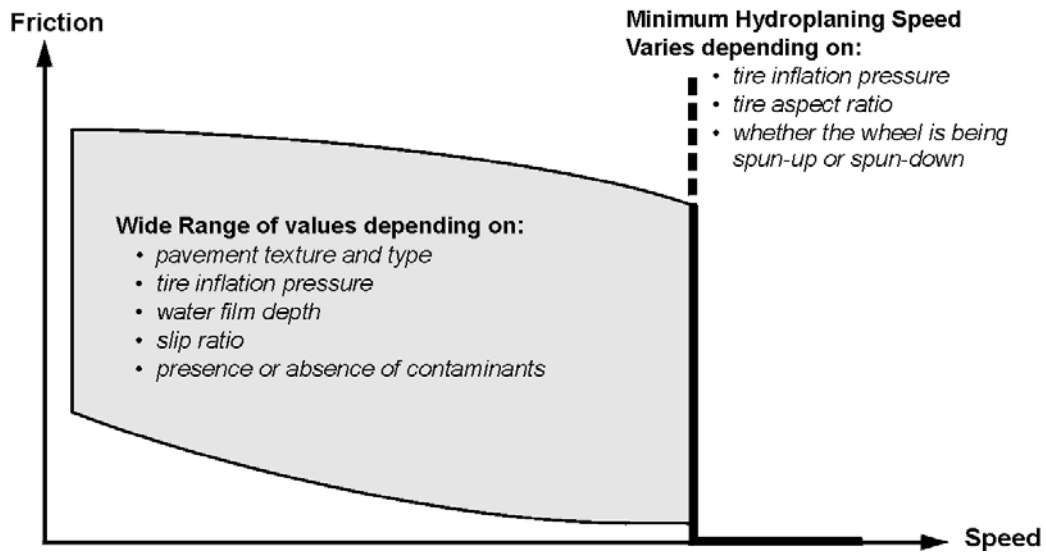 Friction
Minimum Hydroplaning Speed
Varies depending on:
• tire inflation pressure
• tire aspect ratio
• whether the wheel is being
spun-up or spun-down
Wide Range of values depending on:
• pavement texture and type
• tire inflation pressure
• water film depth
• slip ratio
• presence or absence of contaminants
Speed